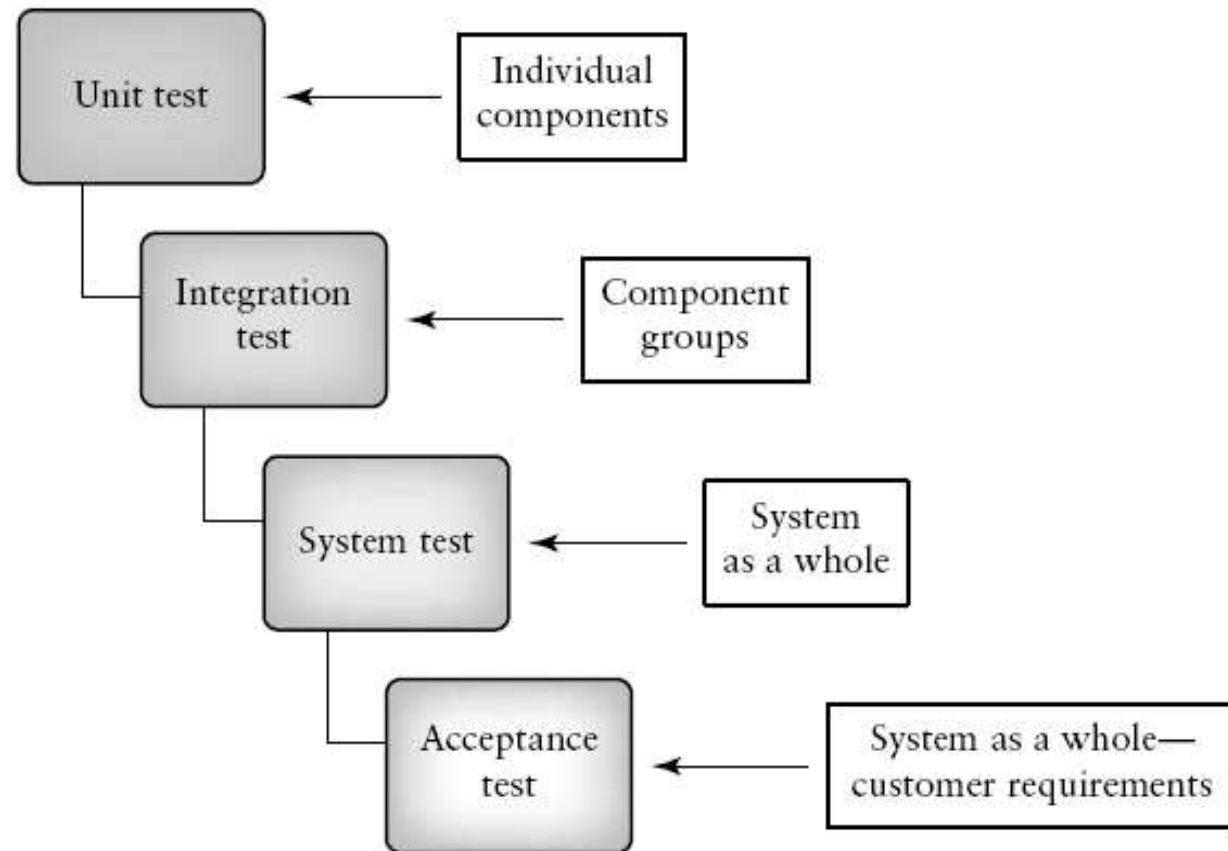 Unit test
Individual
components
Integration
test
Component
groups
System test
System
as a whole
Acceptance
test
System as a whole—
customer requirements